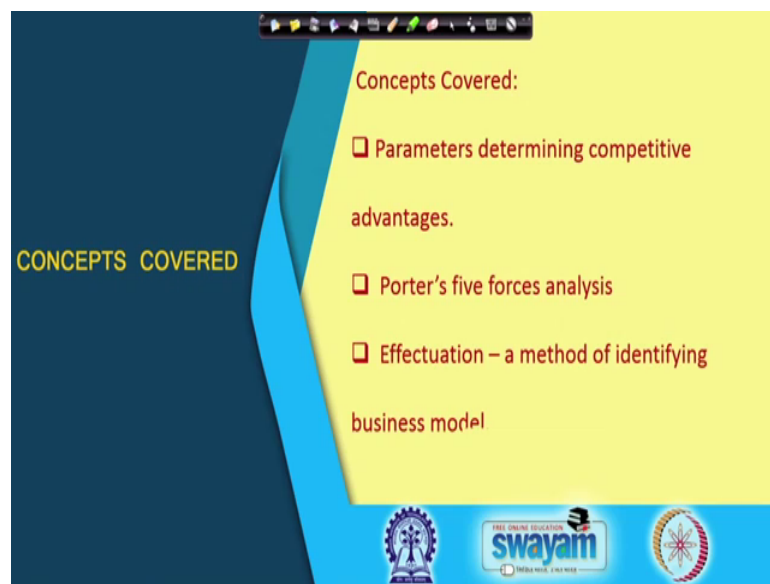 CONCEPTS COVERED
Concepts Covered:
❑ Parameters determining competitive
advantages.
❑ Porter's five forces analysis
❑ Effectuation – a method of identifying
business model
FREE ONLINE EDUCATION
swayam